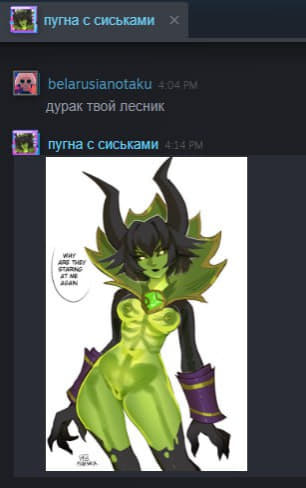 пугна с сиськами
belarusianotaku 4:04 PM
дурак твой лесник
пугна с сиськами 4:14 PM
WHY
ARE THEY
STARING
AT ME
AGAIN